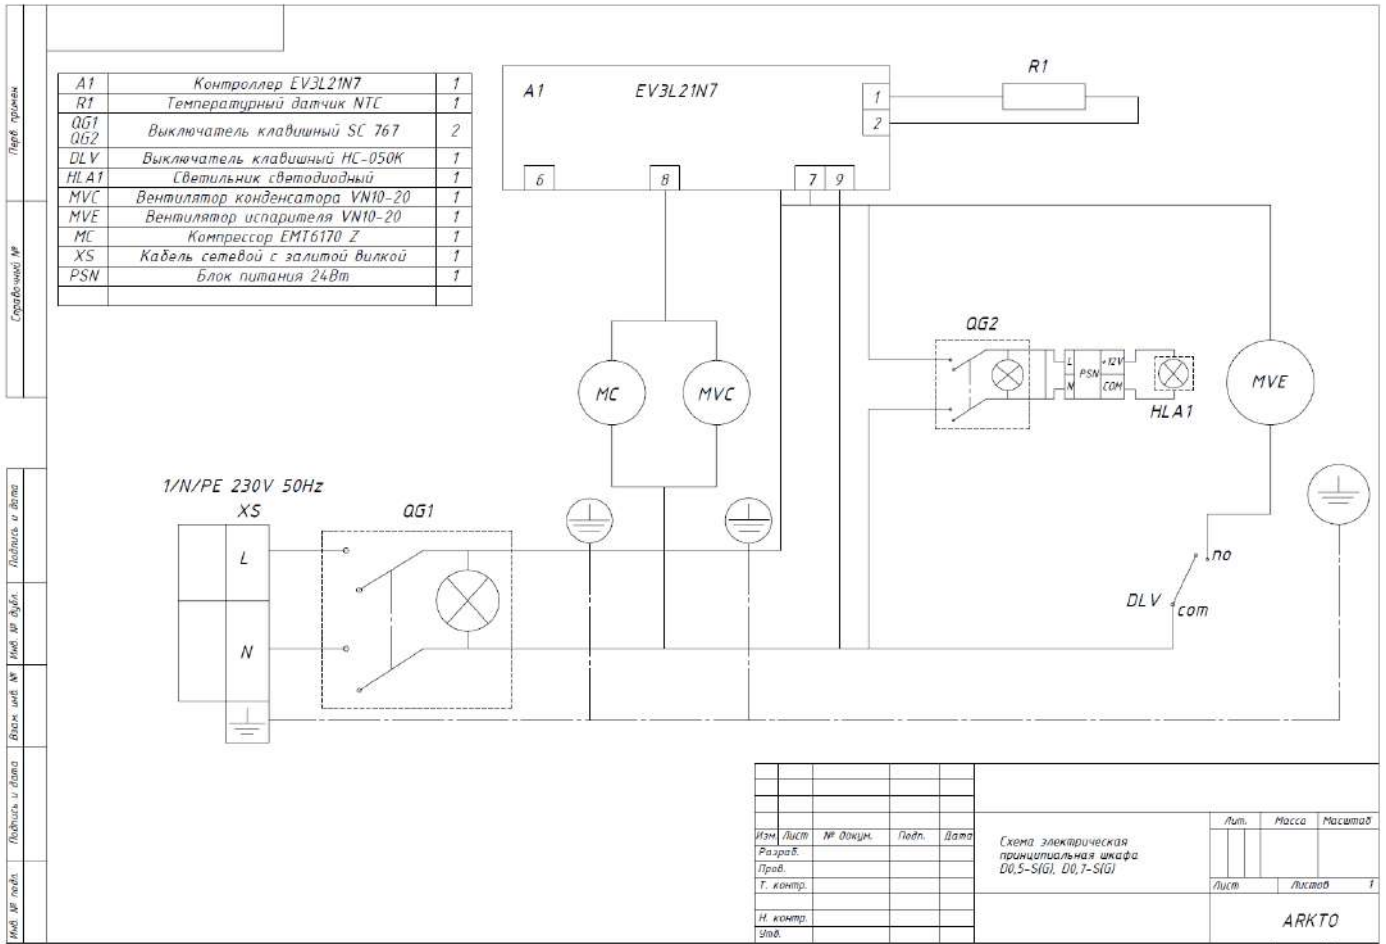 A1 Контроллер EV3L21N7 1
R1 Температурный датчик NTC 1
QG1 QG2 Выключатель клавишный SC 767 2
DLV Выключатель клавишный HC-050K 1
HLA1 Светильник светодиодный 1
MVC Вентилятор конденсатора VN10-20 1
MVE Вентилятор испарителя VN10-20 1
MC Компрессор EMT6170 Z 1
XS Кабель сетевой с залитой вилкой 1
PSN Блок питания 24Вт 1
A1 EV3L21N7
1
2
R1
6 8 7 9
QG2
L +12V
PSN
N COM
HLA1
MC MVC MVE
1/N/PE 230V 50Hz
XS QG1
L
N
no
DLV
com
Перв. примен.
Справочный №
Подпись и дата
Инв. № дубл.
Взам. инв. №
Подпись и дата
Инв. № подл.
Изм. Лист № докум. Подп. Дата
Разраб.
Пров.
Т. контр.
Н. контр.
Утв.
Схема электрическая
принципиальная шкафа
D0,5-S(G), D0,7-S(G)
Лит. Масса Масштаб
Лист Листов 1
ARKTO